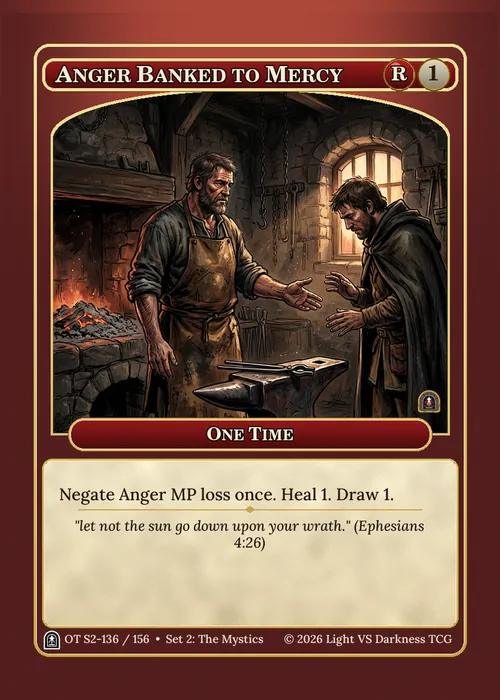 ANGER BANKED TO MERCY R 1
ONE TIME
Negate Anger MP loss once. Heal 1. Draw 1.
"let not the sun go down upon your wrath." (Ephesians
4:26)
OT S2-136 / 156 • Set 2: The Mystics © 2026 Light VS Darkness TCG